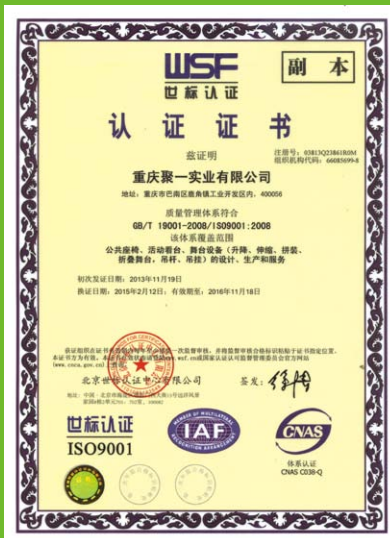 WSF
世标认证
副 本
认 证 证 书
兹证明
注册号：03813Q23861R0M
组织机构代码：66085699-8
重庆聚一实业有限公司
地址：重庆市巴南区鹿角镇工业开发区内，400056
质量管理体系符合
GB/T 19001-2008/ISO9001:2008
该体系覆盖范围
公共座椅、活动看台、舞台设备（升降、伸缩、拼装、
折叠舞台，吊杆、吊挂）的设计、生产和服务
初次发证日期：2013年11月19日
换证日期：2015年2月12日，有效期至：2016年11月18日
北京世标认证中心有限公司
签发：
世标认证
ISO9001
MEMBER OF MULTILATERAL
IAF
RECOGNITION ARRANGEMENT
CNAS
体系认证
CNAS C038-Q